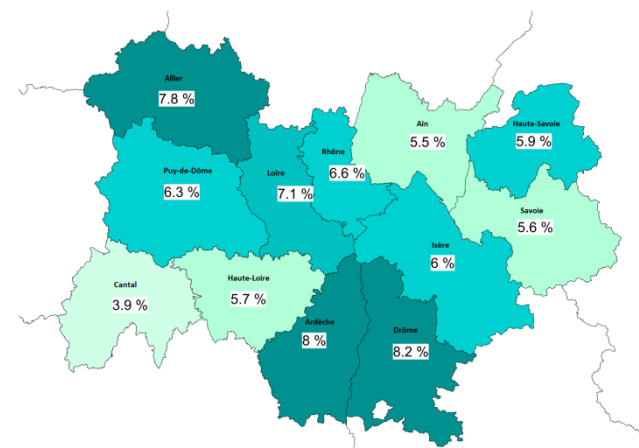 Allier
7.8 %
Ain
5.5 %
Haute-Savoie
5.9 %
Rhône
6.6 %
Puy-de-Dôme
6.3 %
Loire
7.1 %
Savoie
5.6 %
Isère
6 %
Cantal
3.9 %
Haute-Loire
5.7 %
Ardèche
8 %
Drôme
8.2 %